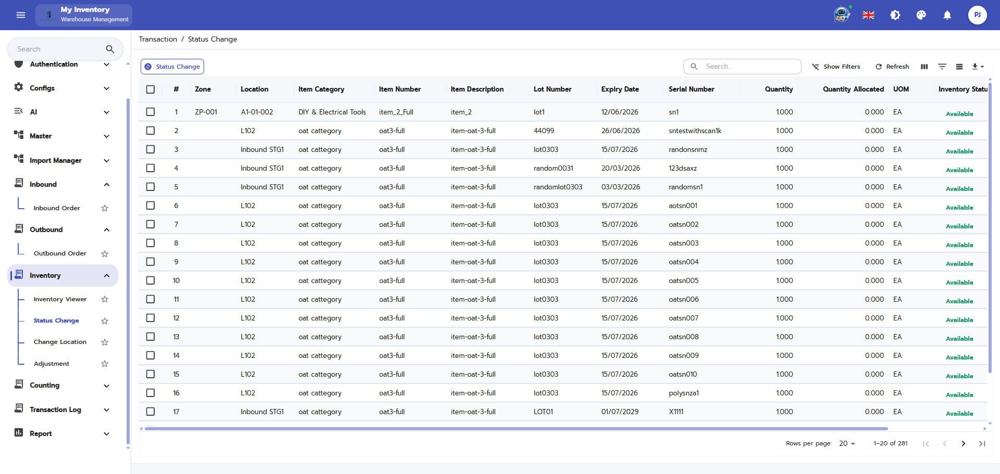 My Inventory
Warehouse Management
PJ
Search
Authentication
Configs
AI
Master
Import Manager
Inbound
Inbound Order
Outbound
Outbound Order
Inventory
Inventory Viewer
Status Change
Change Location
Adjustment
Counting
Transaction Log
Report
Transaction / Status Change
Status Change
Search...
Show Filters
Refresh
# Zone Location Item Category Item Number Item Description Lot Number Expiry Date Serial Number Quantity Quantity Allocated UOM Inventory Statu
1 ZP-001 A1-01-002 DIY & Electrical Tools item_2_Full item_2 lot1 12/06/2026 sn1 1.000 0.000 EA Available
2 L102 oat cattegory oat3-full item-oat-3-full 44099 26/06/2026 sntestwithscan1k 1.000 0.000 EA Available
3 Inbound STG1 oat cattegory oat3-full item-oat-3-full lot0303 15/07/2026 randonsnmz 1.000 0.000 EA Available
4 Inbound STG1 oat cattegory oat3-full item-oat-3-full random0031 20/03/2026 123dsaxz 1.000 0.000 EA Available
5 Inbound STG1 oat cattegory oat3-full item-oat-3-full randomlot0303 03/03/2026 randomsn1 1.000 0.000 EA Available
6 L102 oat cattegory oat3-full item-oat-3-full lot0303 15/07/2026 aotsn001 1.000 0.000 EA Available
7 L102 oat cattegory oat3-full item-oat-3-full lot0303 15/07/2026 oatsn002 1.000 0.000 EA Available
8 L102 oat cattegory oat3-full item-oat-3-full lot0303 15/07/2026 oatsn003 1.000 0.000 EA Available
9 L102 oat cattegory oat3-full item-oat-3-full lot0303 15/07/2026 oatsn004 1.000 0.000 EA Available
10 L102 oat cattegory oat3-full item-oat-3-full lot0303 15/07/2026 oatsn005 1.000 0.000 EA Available
11 L102 oat cattegory oat3-full item-oat-3-full lot0303 15/07/2026 oatsn006 1.000 0.000 EA Available
12 L102 oat cattegory oat3-full item-oat-3-full lot0303 15/07/2026 oatsn007 1.000 0.000 EA Available
13 L102 oat cattegory oat3-full item-oat-3-full lot0303 15/07/2026 oatsn008 1.000 0.000 EA Available
14 L102 oat cattegory oat3-full item-oat-3-full lot0303 15/07/2026 oatsn009 1.000 0.000 EA Available
15 L102 oat cattegory oat3-full item-oat-3-full lot0303 15/07/2026 oatsn010 1.000 0.000 EA Available
16 L102 oat cattegory oat3-full item-oat-3-full lot0303 15/07/2026 polysnza1 1.000 0.000 EA Available
17 Inbound STG1 oat cattegory oat3-full item-oat-3-full LOT01 01/07/2029 X1111 1.000 0.000 EA Available
Rows per page: 20 1–20 of 281